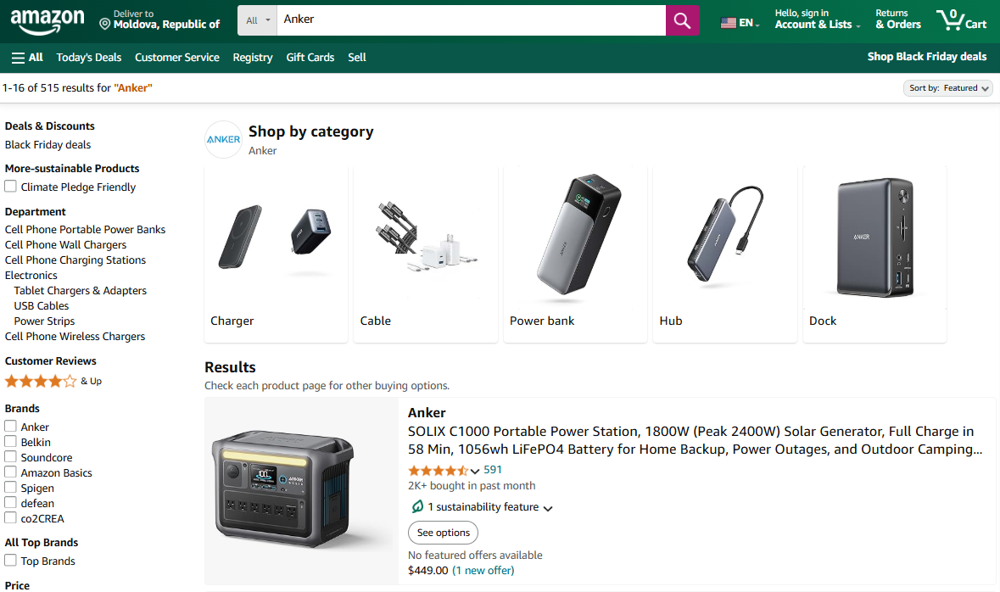 amazon
Deliver to
Moldova, Republic of
All
Anker
EN
Hello, sign in
Account & Lists
Returns
& Orders
0
Cart
All
Today's Deals
Customer Service
Registry
Gift Cards
Sell
Shop Black Friday deals
1-16 of 515 results for "Anker"
Sort by: Featured
Deals & Discounts
Black Friday deals
More-sustainable Products
Climate Pledge Friendly
Department
Cell Phone Portable Power Banks
Cell Phone Wall Chargers
Cell Phone Charging Stations
Electronics
Tablet Chargers & Adapters
USB Cables
Power Strips
Cell Phone Wireless Chargers
Customer Reviews
& Up
Brands
Anker
Belkin
Soundcore
Amazon Basics
Spigen
defean
co2CREA
All Top Brands
Top Brands
Price
ANKER
Shop by category
Anker
ANKER
ANKER
Charger
Cable
Power bank
Hub
Dock
Results
Check each product page for other buying options.
100
ANKER
SOLIX
Anker
SOLIX C1000 Portable Power Station, 1800W (Peak 2400W) Solar Generator, Full Charge in
58 Min, 1056wh LiFePO4 Battery for Home Backup, Power Outages, and Outdoor Camping...
591
2K+ bought in past month
1 sustainability feature
See options
No featured offers available
$449.00 (1 new offer)